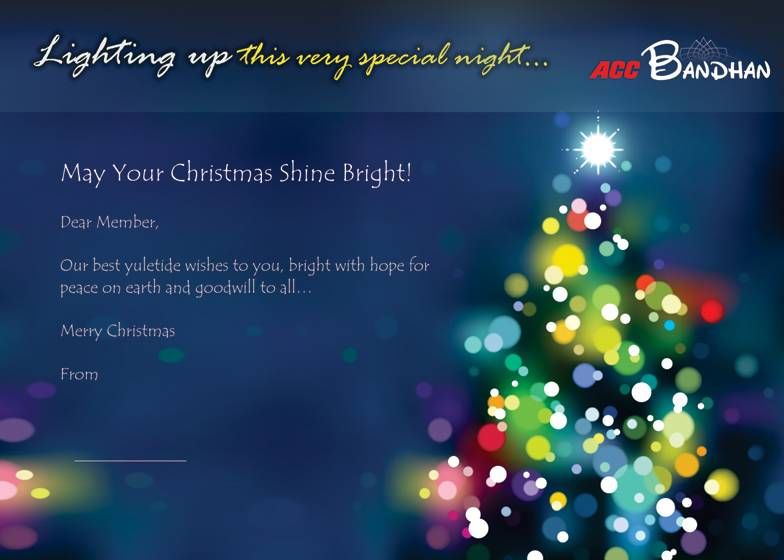 Lighting up this very special night...
ACC BANDHAN
May Your Christmas Shine Bright!
Dear Member,
Our best yuletide wishes to you, bright with hope for
peace on earth and goodwill to all...
Merry Christmas
From